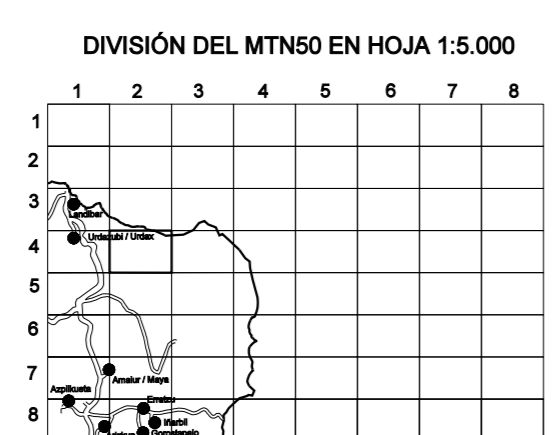 DIVISIÓN DEL MTN50 EN HOJA 1:5.000
1 2 3 4 5 6 7 8
1
2
3
Landibar
4
Urdazubi / Urdax
5
6
7
Amaiur / Maya
Azpilkueta
Erratzu
8
Iñarbil
Gorostapalo